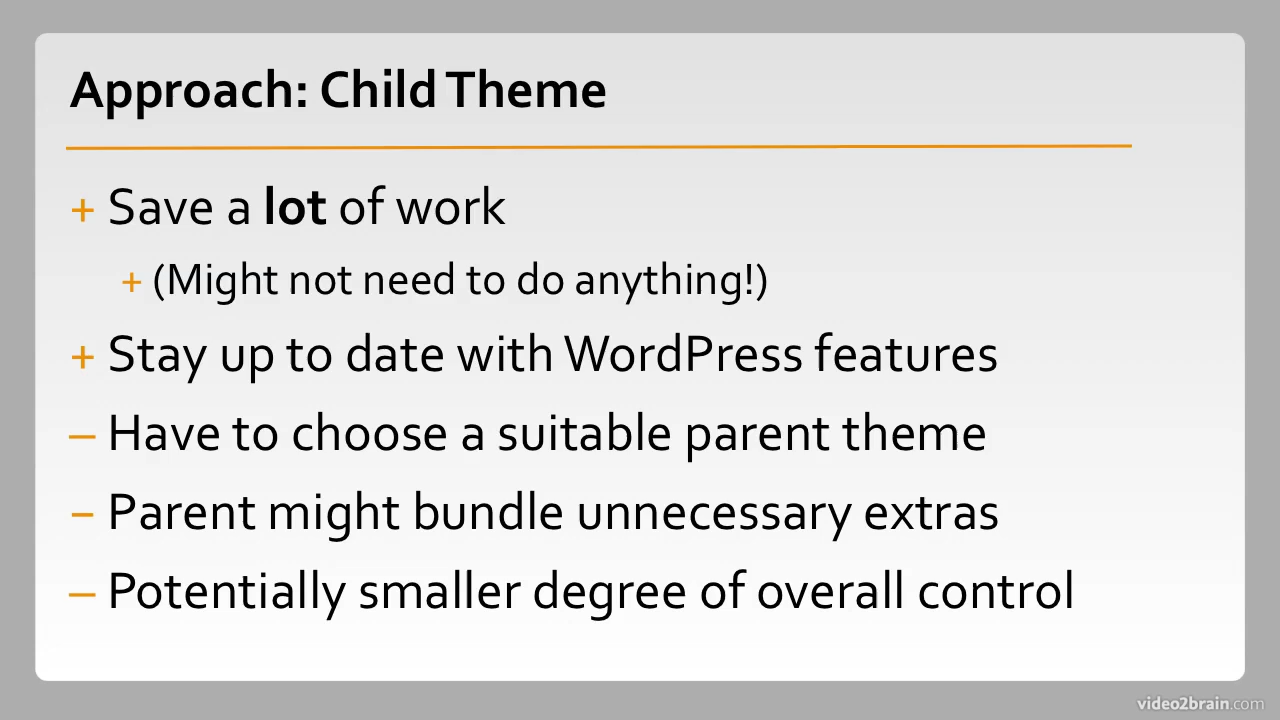 Approach: Child Theme
+ Save a lot of work
+ (Might not need to do anything!)
+ Stay up to date with WordPress features
– Have to choose a suitable parent theme
– Parent might bundle unnecessary extras
– Potentially smaller degree of overall control
video2brain.com